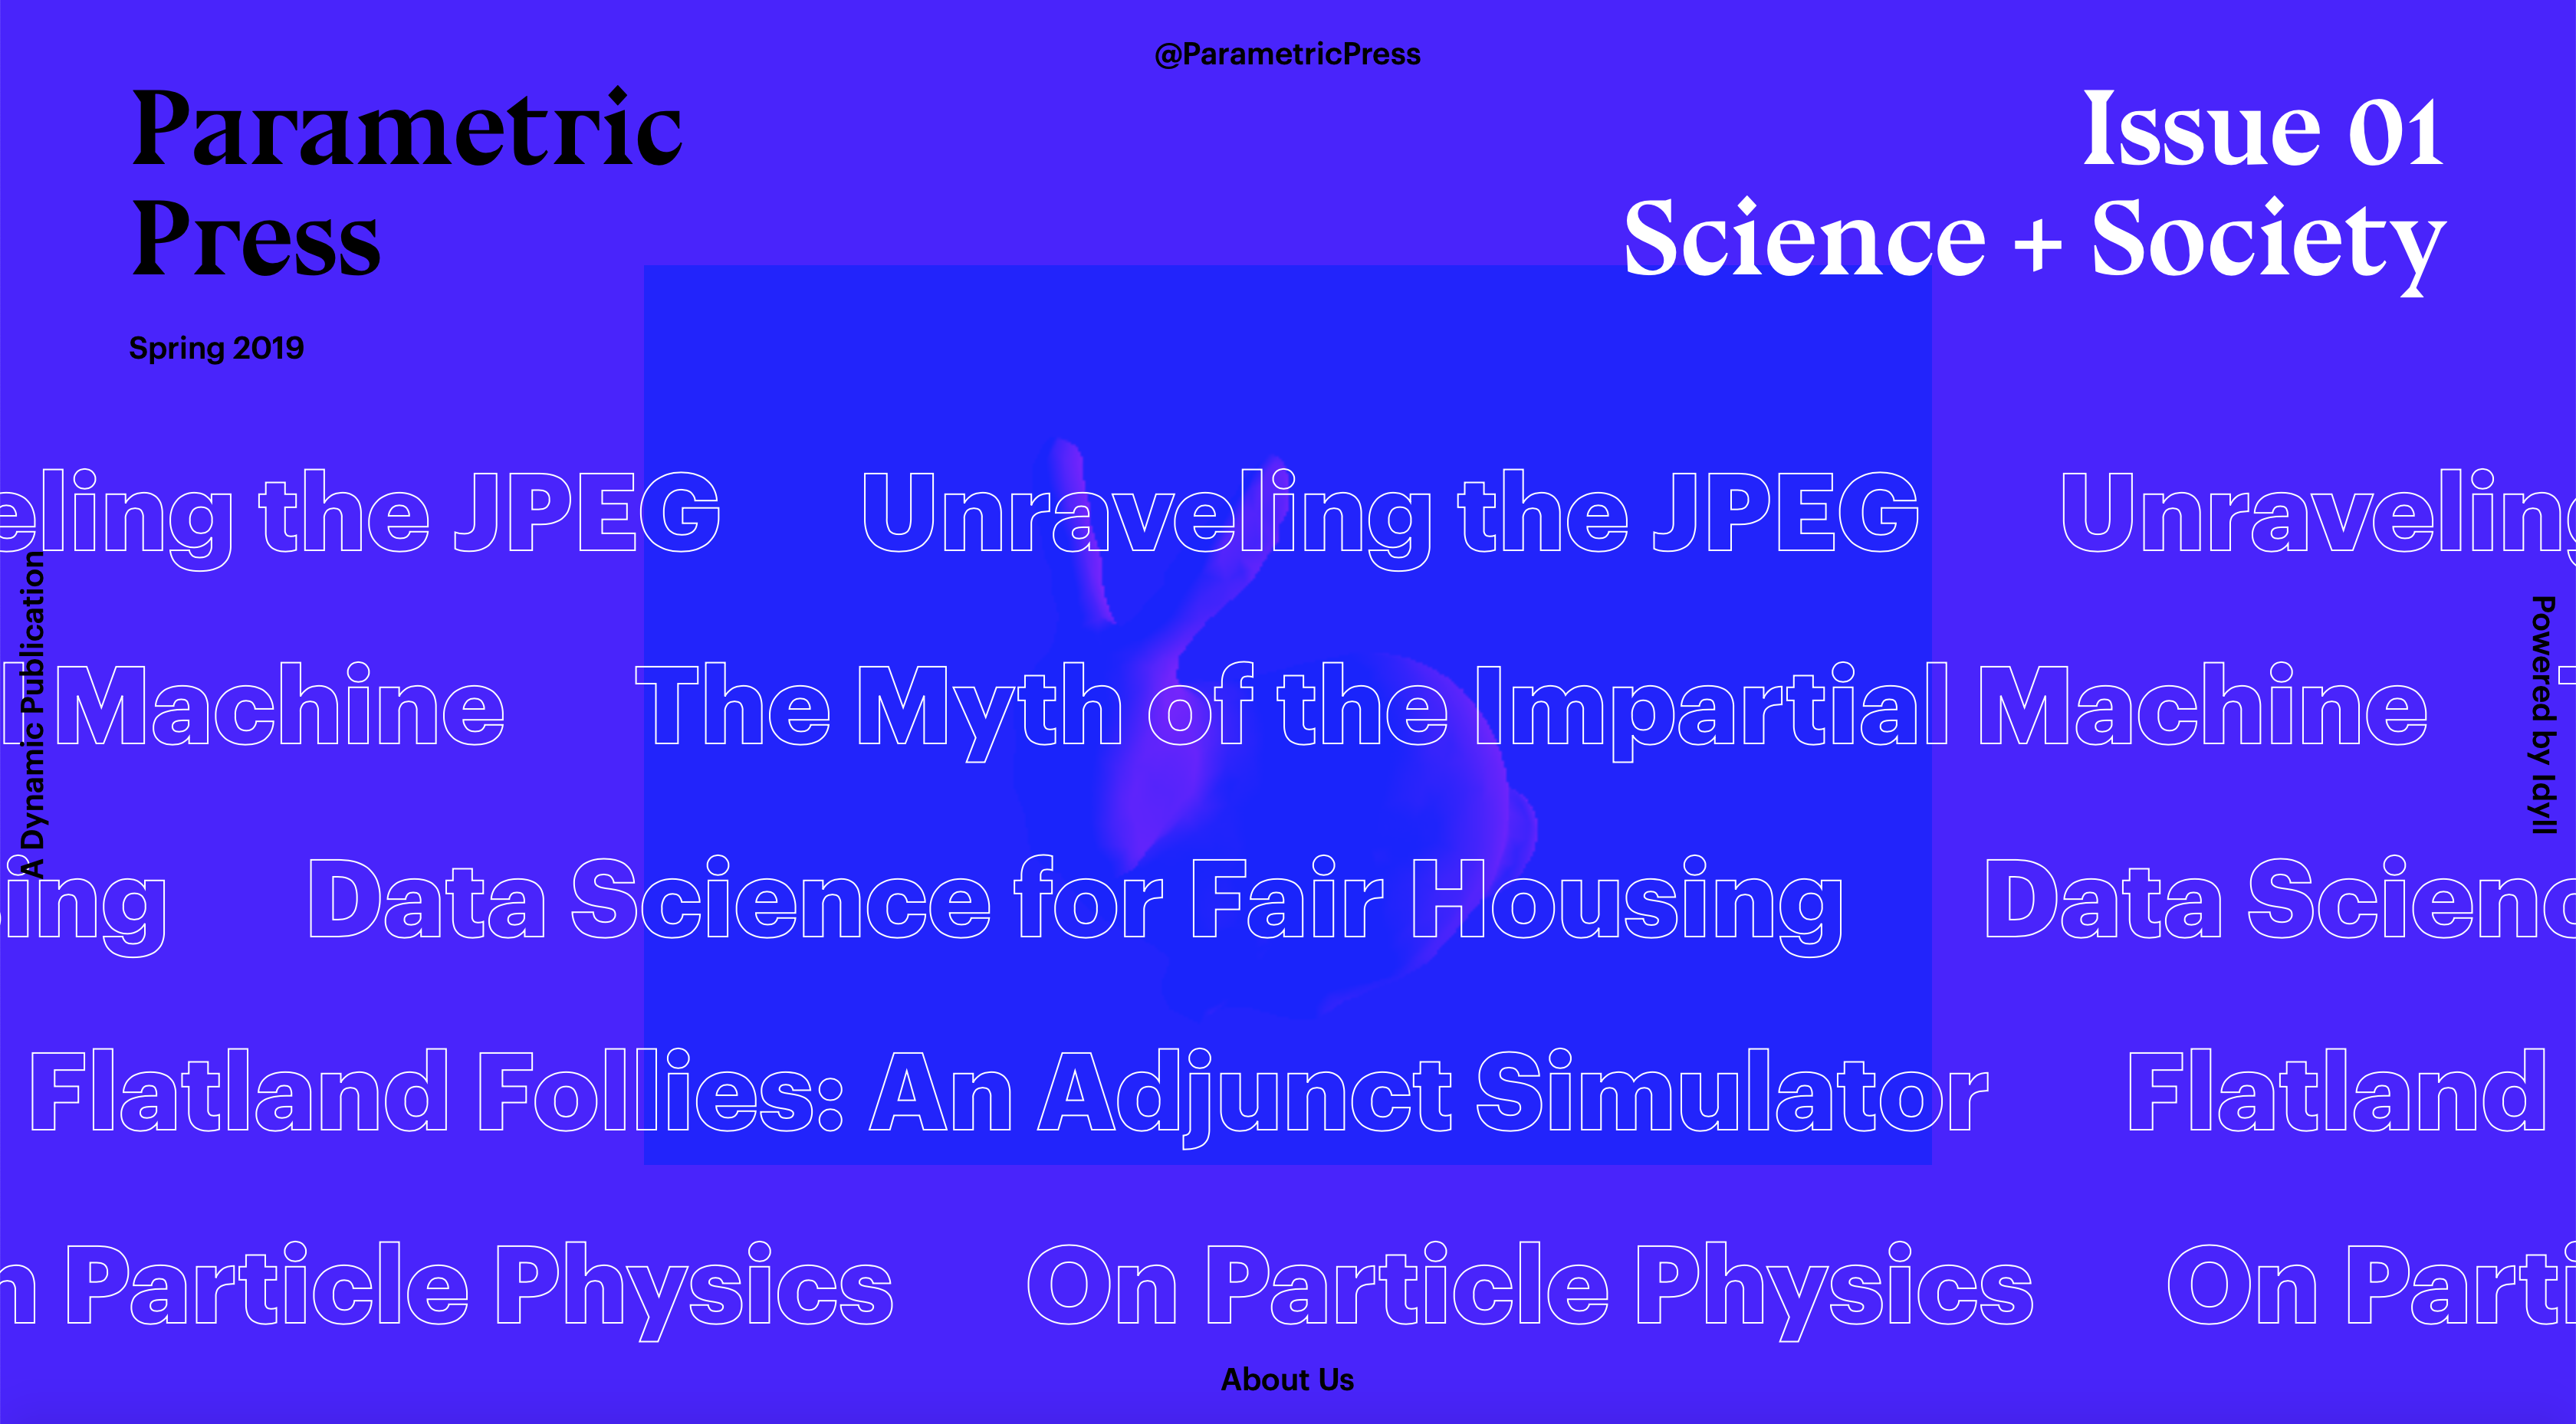 @ParametricPress
Parametric
Press
Spring 2019
Issue 01
Science + Society
eling the JPEG Unraveling the JPEG Unraveling
l Machine The Myth of the Impartial Machine
A Dynamic Publication
Powered by Idyll
ing Data Science for Fair Housing Data Scienc
Flatland Follies: An Adjunct Simulator Flatland
n Particle Physics On Particle Physics On Parti
About Us